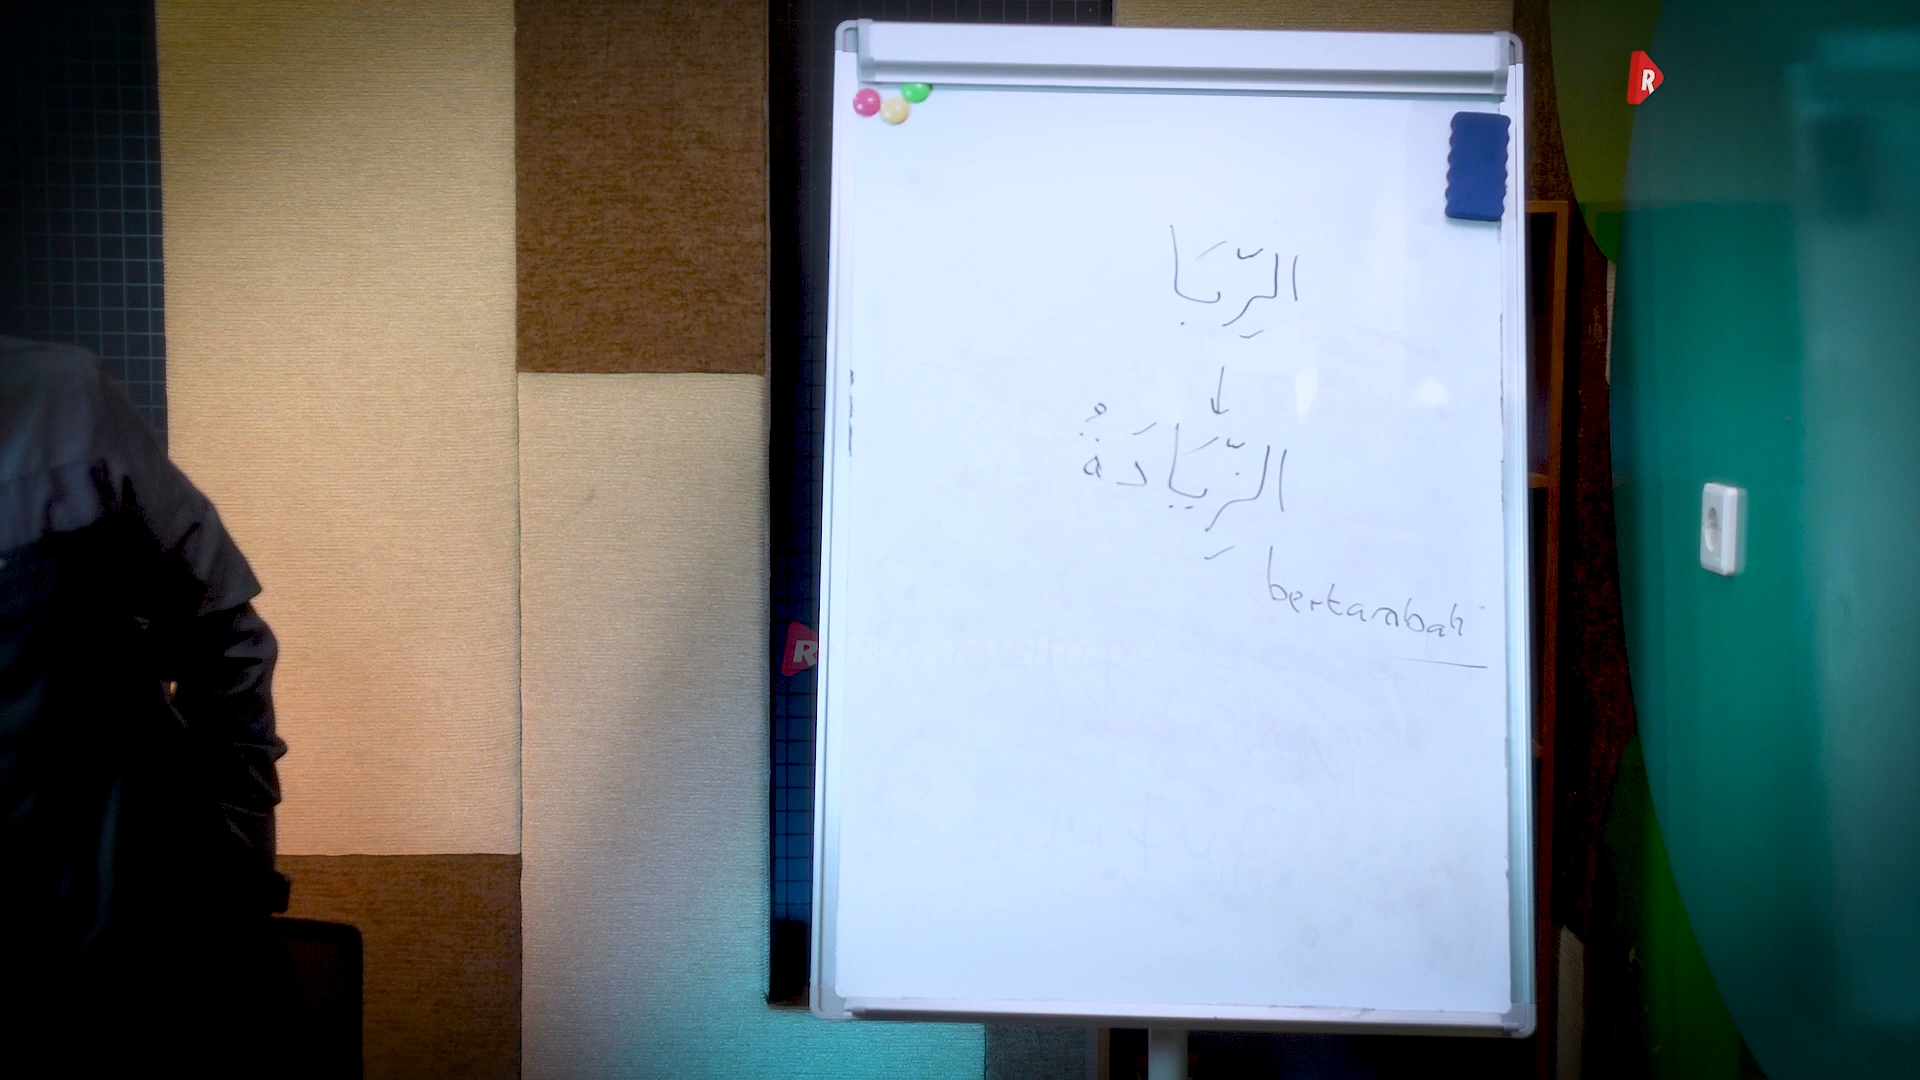 الرِّبَا
↓
الزِّيَادَةُ
bertambah
R
R